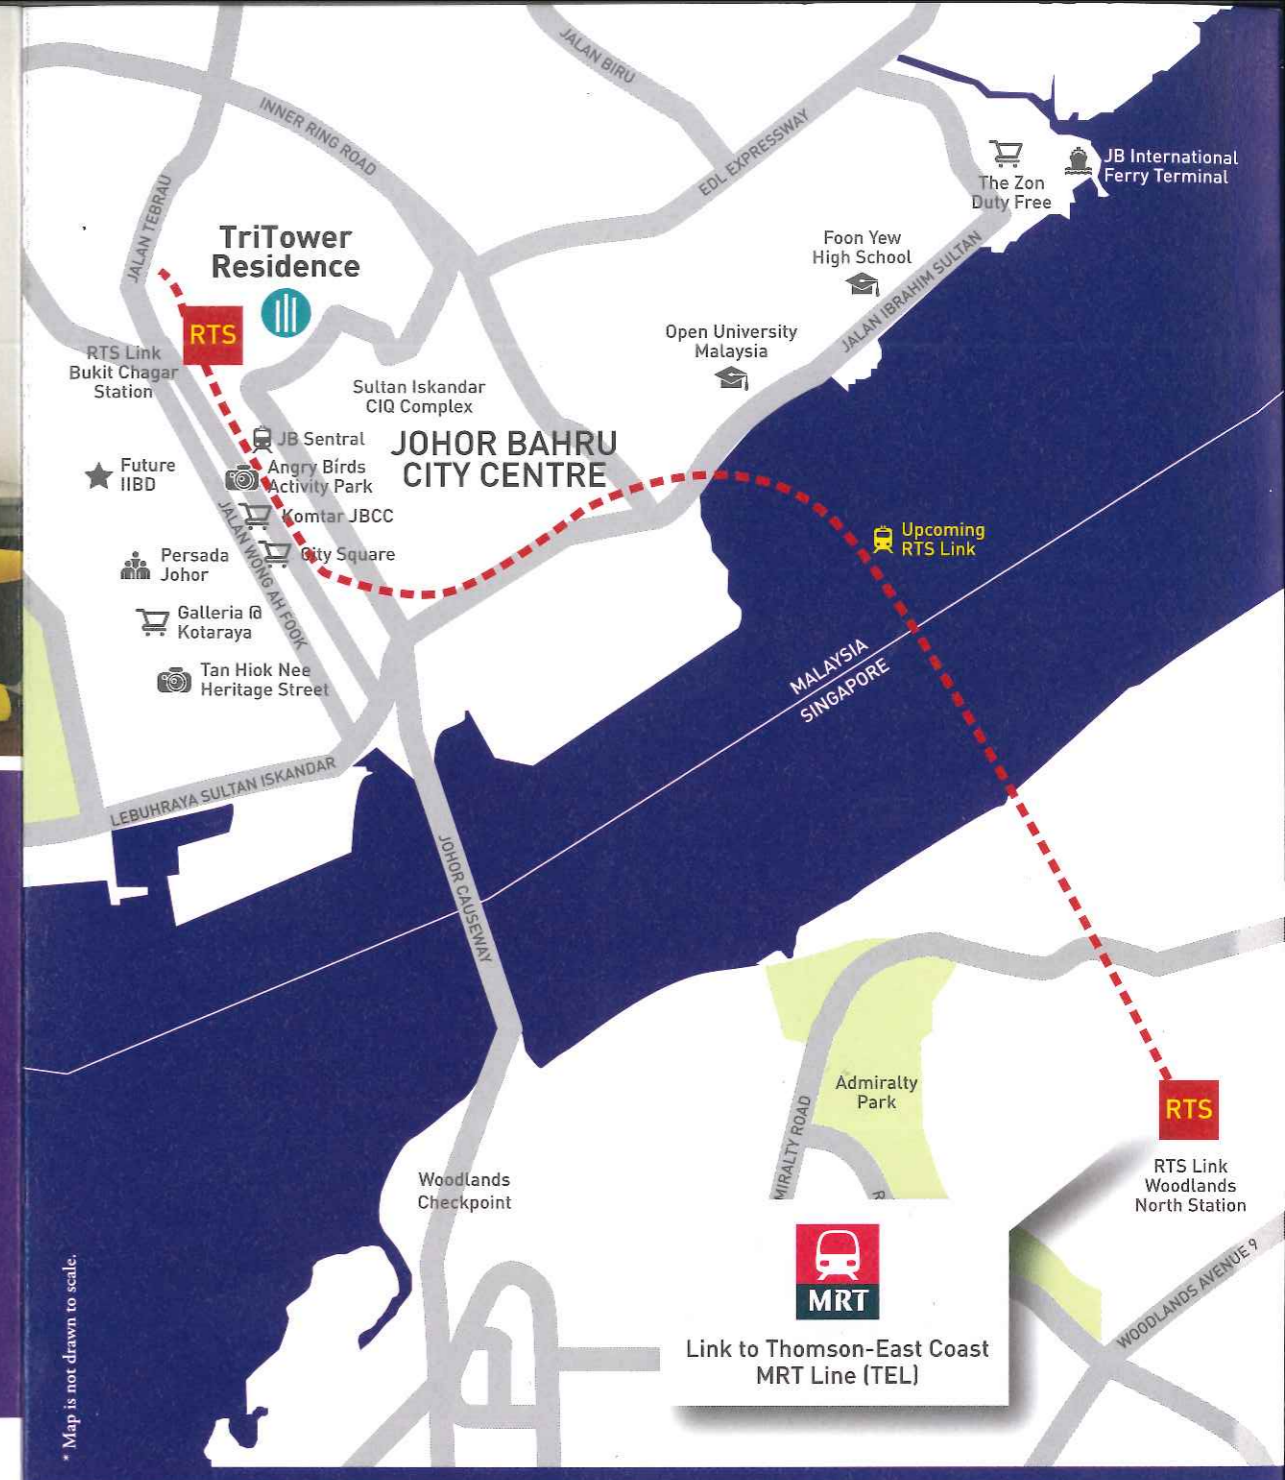 JALAN BIRU
INNER RING ROAD
EDL EXPRESSWAY
JB International
Ferry Terminal
The Zon
Duty Free
JALAN TEBRAU
TriTower
Residence
Foon Yew
High School
JALAN IBRAHIM SULTAN
RTS
RTS Link
Bukit Chagar
Station
Open University
Malaysia
Sultan Iskandar
CIQ Complex
JB Sentral
JOHOR BAHRU
CITY CENTRE
Future
IIBD
Angry Birds
Activity Park
Komtar JBCC
JALAN WONG AH FOOK
City Square
Upcoming
RTS Link
Persada
Johor
Galleria @
Kotaraya
Tan Hiok Nee
Heritage Street
MALAYSIA
SINGAPORE
LEBUHRAYA SULTAN ISKANDAR
JOHOR CAUSEWAY
Admiralty
Park
MIRALTY ROAD
R
RTS
RTS Link
Woodlands
North Station
Woodlands
Checkpoint
WOODLANDS AVENUE 9
MRT
Link to Thomson-East Coast
MRT Line (TEL)
* Map is not drawn to scale.